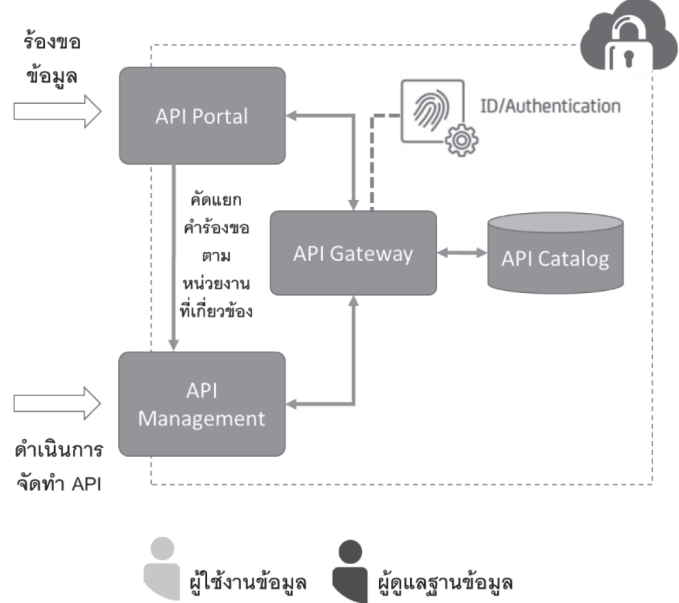 ร้องขอ
ข้อมูล
API Portal
ID/Authentication
คัดแยก
คำร้องขอ
ตาม
หน่วยงาน
ที่เกี่ยวข้อง
API Gateway
API Catalog
API
Management
ดำเนินการ
จัดทำ API
ผู้ใช้งานข้อมูล
ผู้ดูแลฐานข้อมูล